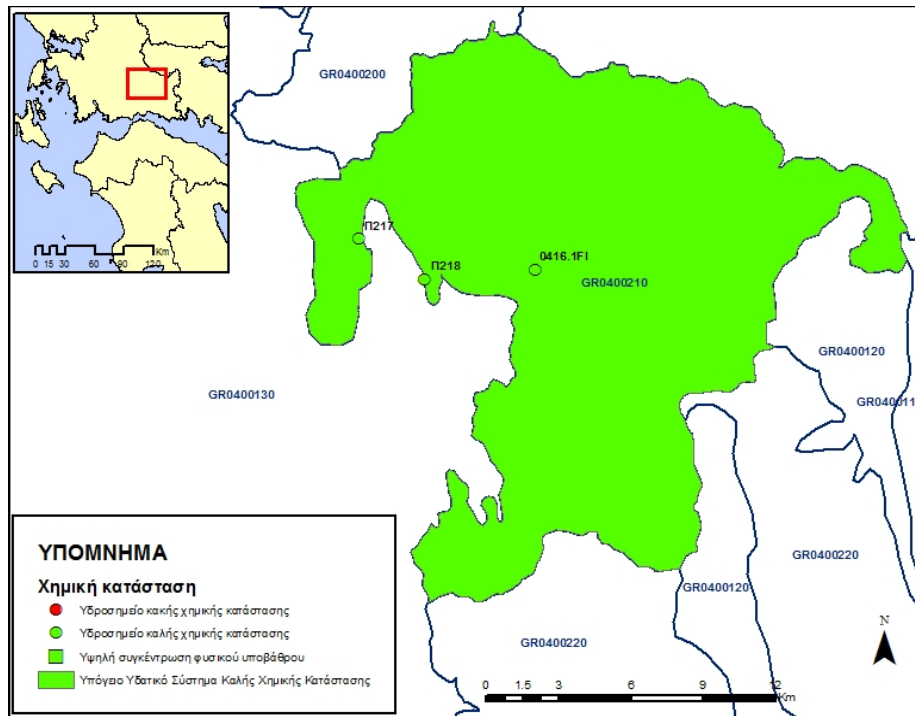 GR0400200
Π217
Π218
0416.1FI
GR0400210
GR0400130
GR0400120
GR040011
GR0400220
GR0400120
GR0400220
Km
0 15 30 60 90 120
ΥΠΟΜΝΗΜΑ
Χημική κατάσταση
Υδροσημείο κακής χημικής κατάστασης
Υδροσημείο καλής χημικής κατάστασης
Υψηλή συγκέντρωση φυσικού υποβάθρου
Υπόγειο Υδατικό Σύστημα Καλής Χημικής Κατάστασης
N
0 1.5 3 6 9 12
Km